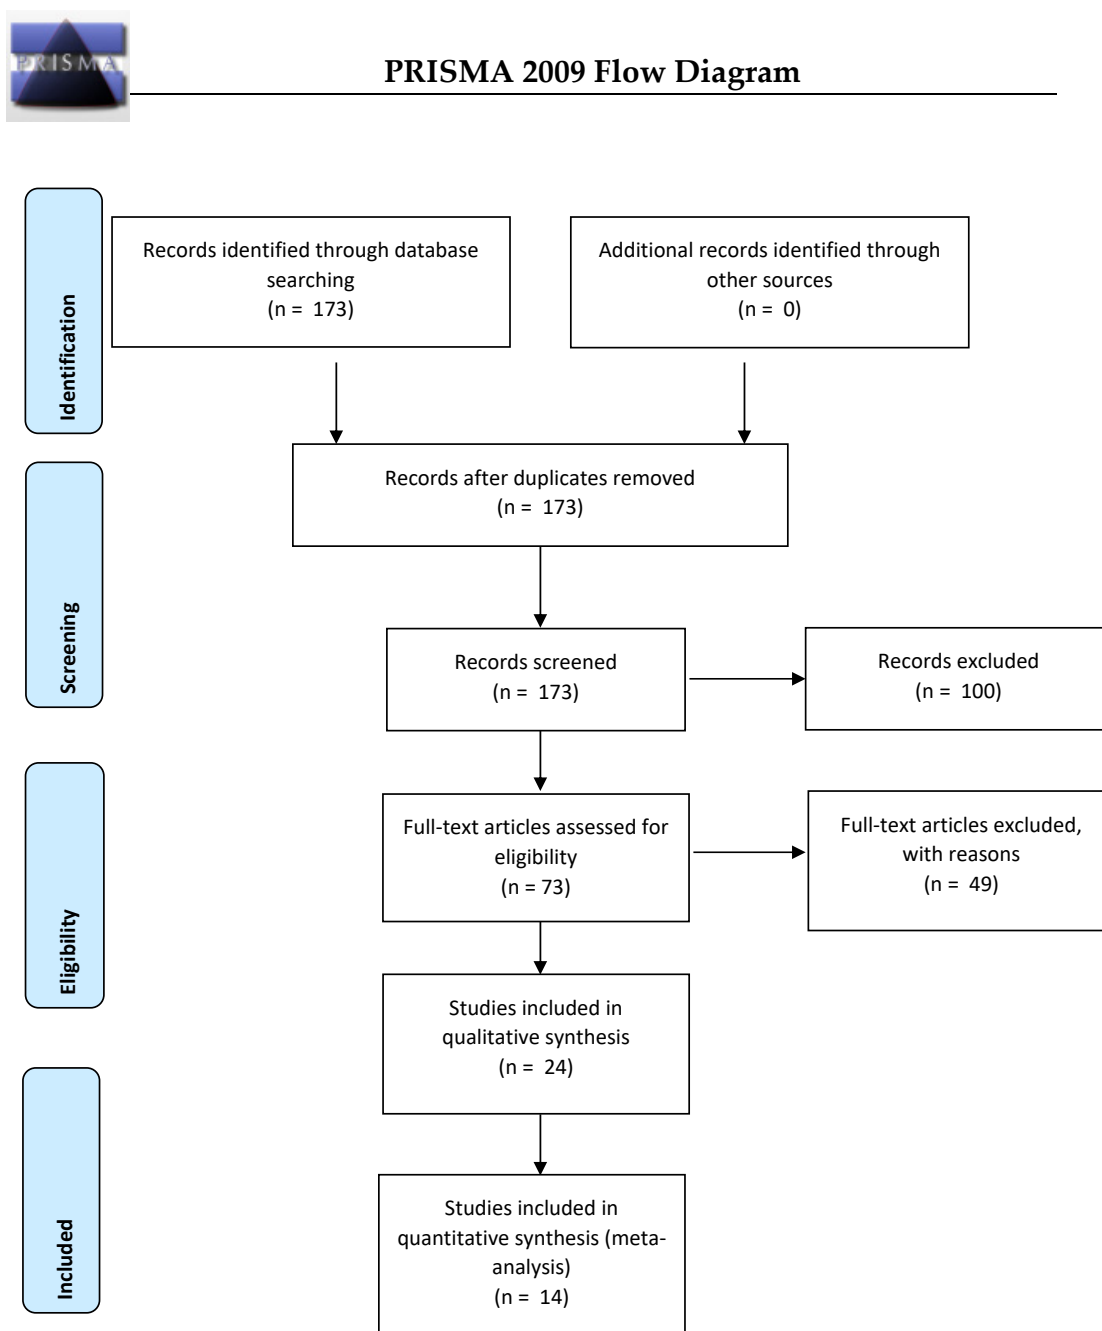 PRISMA
PRISMA 2009 Flow Diagram
Identification
Records identified through database
searching
(n = 173)
Additional records identified through
other sources
(n = 0)
Records after duplicates removed
(n = 173)
Screening
Records screened
(n = 173)
Records excluded
(n = 100)
Eligibility
Full-text articles assessed for
eligibility
(n = 73)
Full-text articles excluded,
with reasons
(n = 49)
Studies included in
qualitative synthesis
(n = 24)
Included
Studies included in
quantitative synthesis (meta-
analysis)
(n = 14)